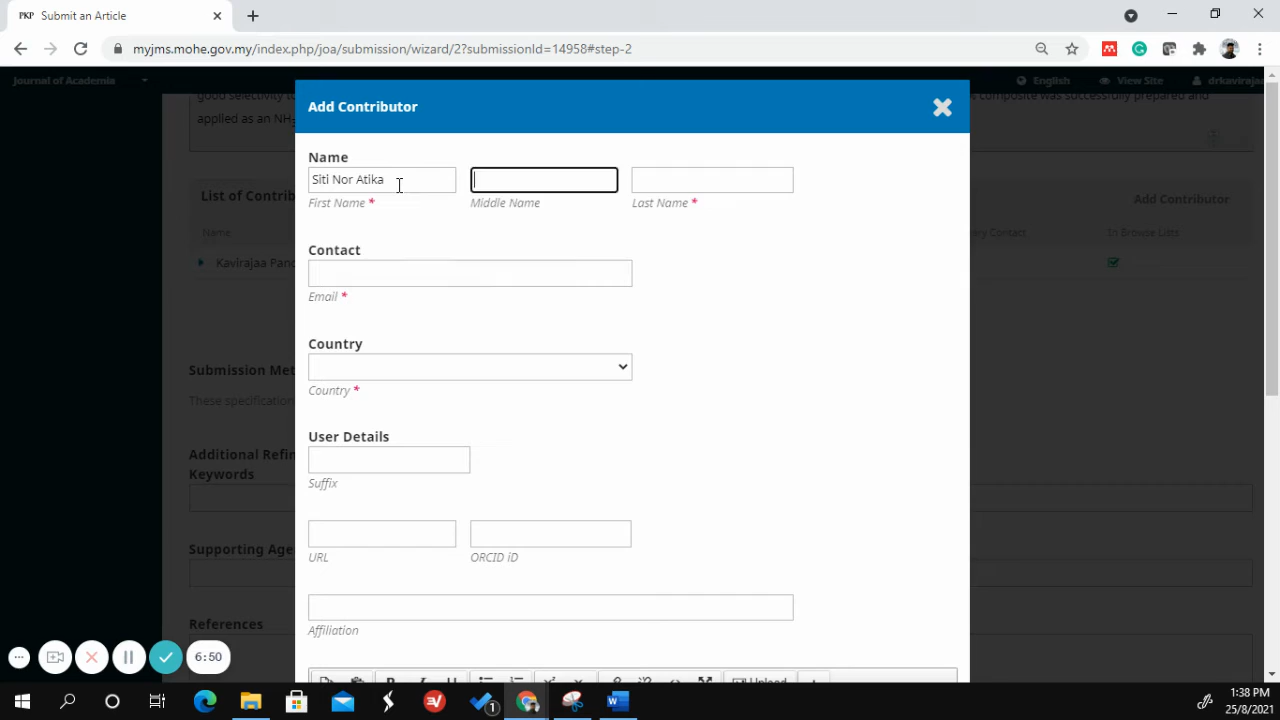 PKP Submit an Article
myjms.mohe.gov.my/index.php/joa/submission/wizard/2?submissionId=14958#step-2
Journal of Academia
English
View Site
drkaviraja
good selectivity to
composite was successfully prepared and
applied as an NH
Add Contributor
Name
Siti Nor Atika
First Name *
Middle Name
Last Name *
List of Contrib
Add Contributor
Name
Contact
In Browse Lists
Kavirajaa Pand
Contact
Email *
Country
Country *
Submission Met
These specification
User Details
Suffix
Additional Refin
Keywords
URL
ORCID iD
Supporting Age
Affiliation
References
Upload
6:50
1
1:38 PM
25/8/2021